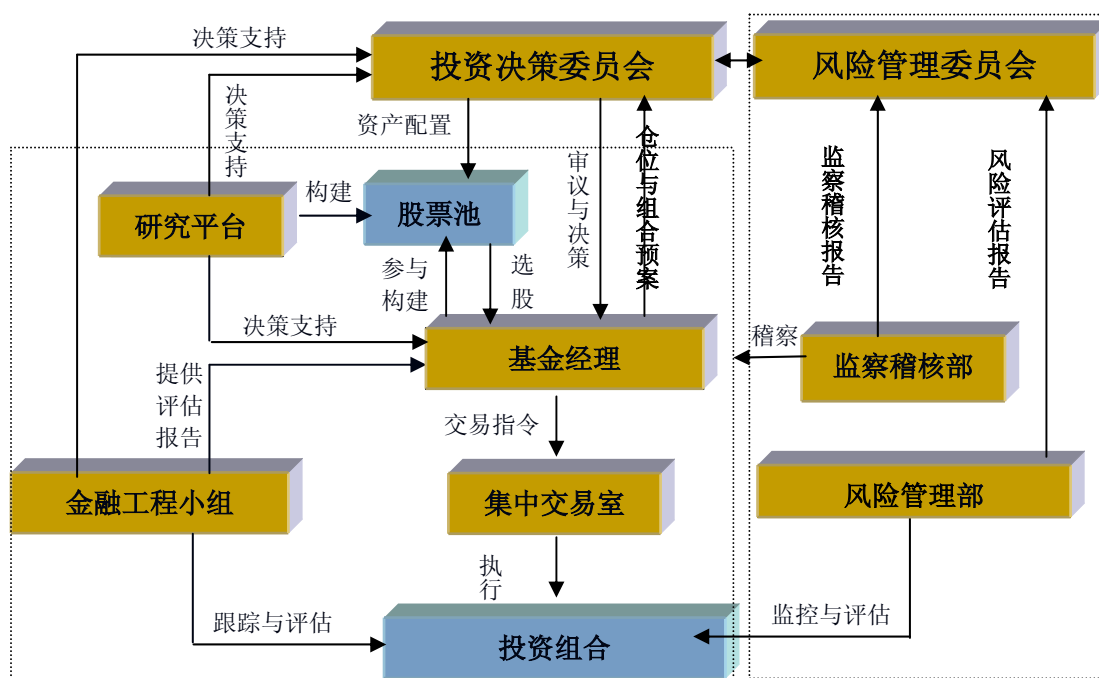 决策支持
投资决策委员会
风险管理委员会
决策支持
资产配置
审议与决策
仓位与组合预案
监察稽核报告
风险评估报告
研究平台
构建
股票池
参与
构建
选
股
决策支持
基金经理
稽察
监察稽核部
提供
评估
报告
交易指令
金融工程小组
集中交易室
风险管理部
执行
跟踪与评估
投资组合
监控与评估